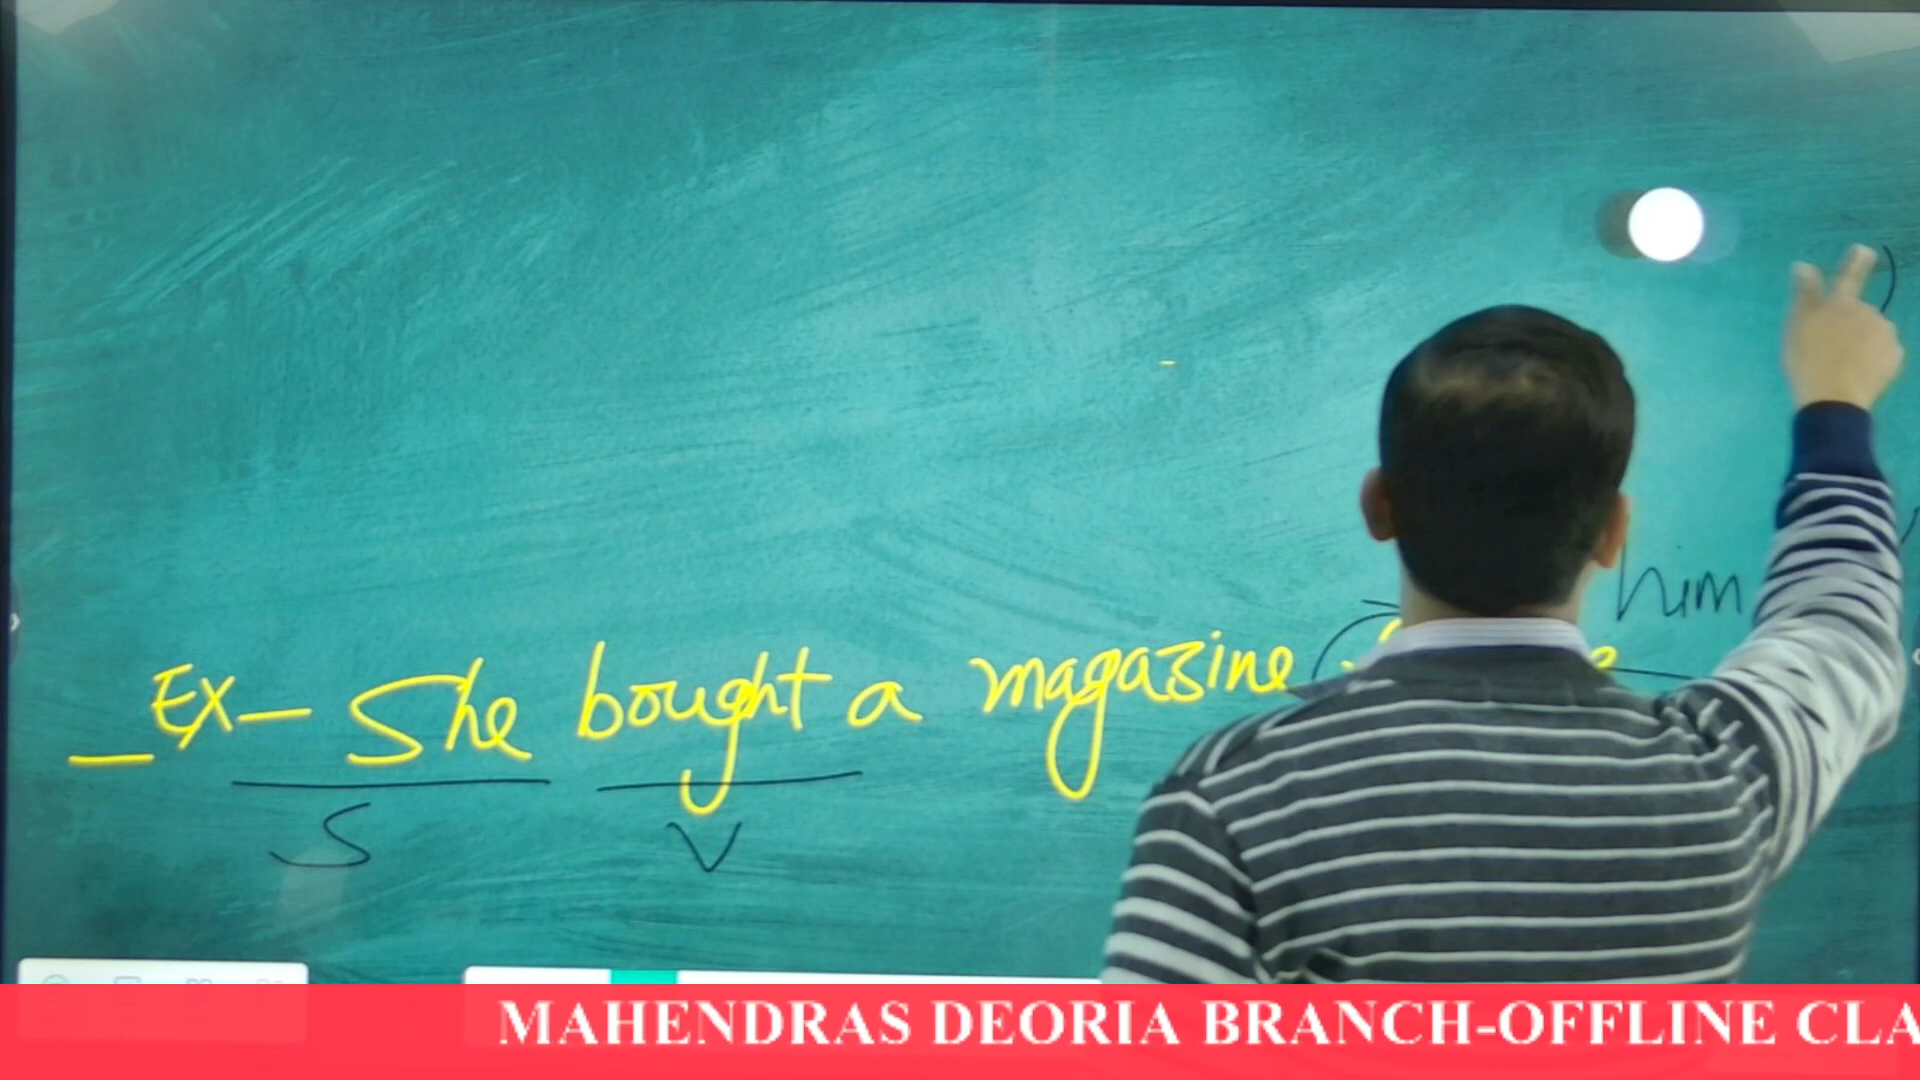 him
Ex- She bought a magazine
S V
MAHENDRAS DEORIA BRANCH-OFFLINE CLA